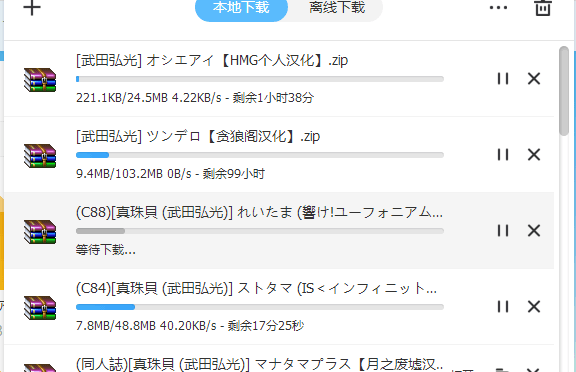 本地下载 离线下载
[武田弘光] オシエアイ【HMG个人汉化】.zip
221.1KB/24.5MB 4.22KB/s - 剩余1小时38分
[武田弘光] ツンデロ【贪狼阁汉化】.zip
9.4MB/103.2MB 0B/s - 剩余99小时
(C88)[真珠貝 (武田弘光)] れいたま (響け!ユーフォニアム...
等待下载...
(C84)[真珠貝 (武田弘光)] ストタマ (IS＜インフィニット...
7.8MB/48.8MB 40.20KB/s - 剩余17分25秒
(同人誌)[真珠貝 (武田弘光)] マナタマプラス【月之废墟汉...